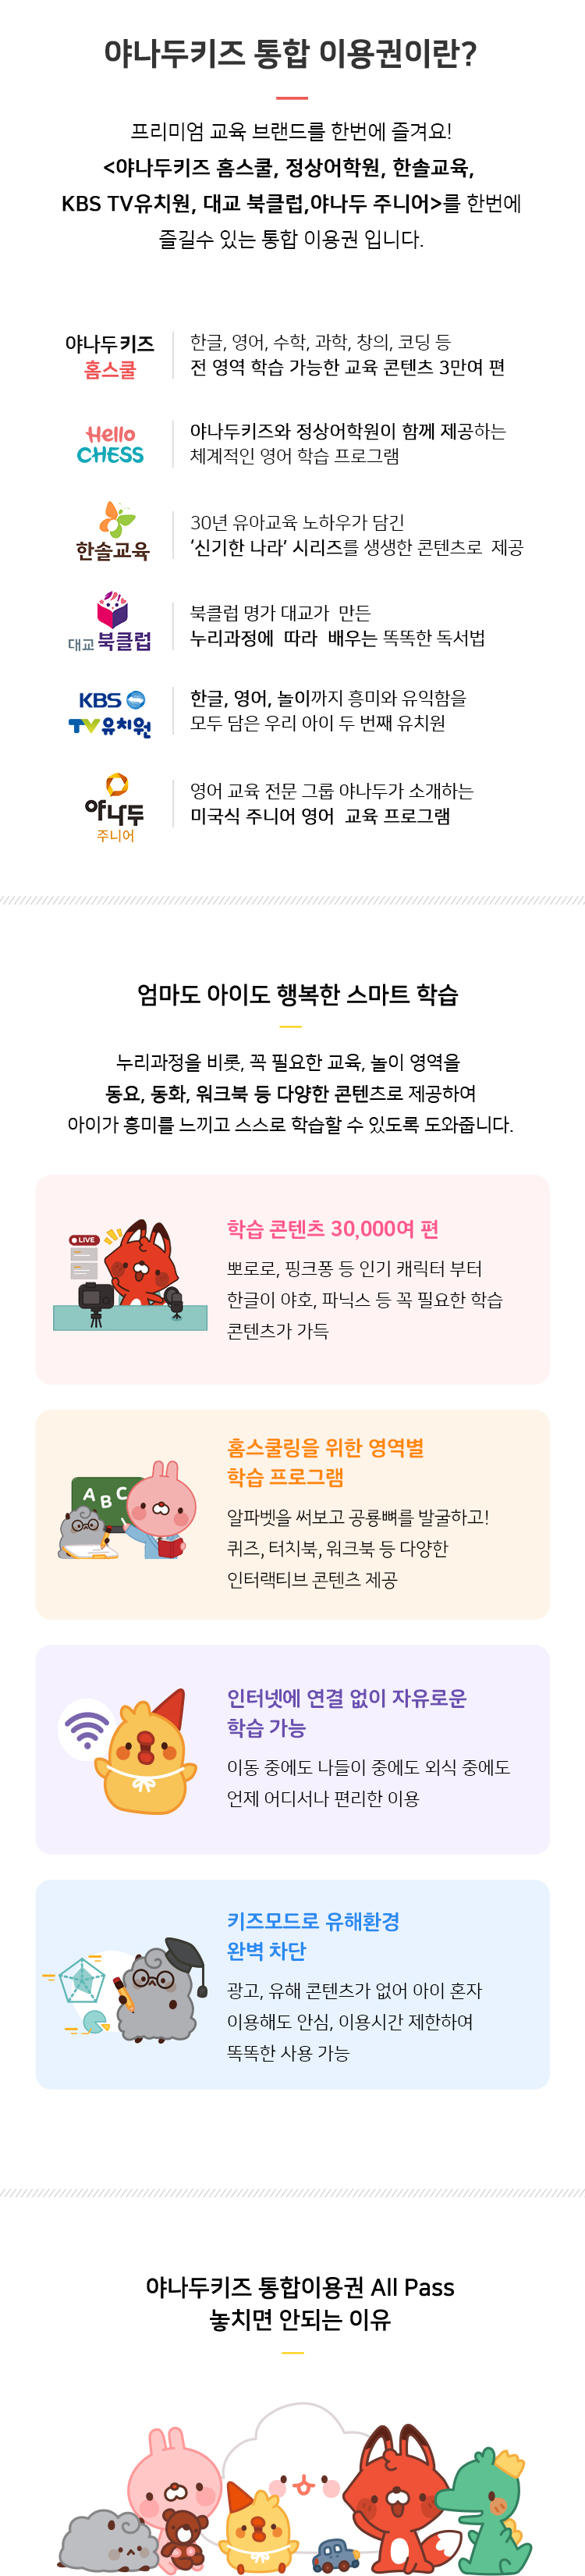 야나두키즈 통합 이용권이란?
프리미엄 교육 브랜드를 한번에 즐겨요!
<야나두키즈 홈스쿨, 정상어학원, 한솔교육,
KBS TV유치원, 대교 북클럽,야나두 주니어>를 한번에
즐길수 있는 통합 이용권 입니다.
야나두키즈
홈스쿨
한글, 영어, 수학, 과학, 창의, 코딩 등
전 영역 학습 가능한 교육 콘텐츠 3만여 편
Hello
CHESS
야나두키즈와 정상어학원이 함께 제공하는
체계적인 영어 학습 프로그램
한솔교육
30년 유아교육 노하우가 담긴
‘신기한 나라’ 시리즈를 생생한 콘텐츠로 제공
대교 북클럽
북클럽 명가 대교가 만든
누리과정에 따라 배우는 똑똑한 독서법
KBS
TV유치원
한글, 영어, 놀이까지 흥미와 유익함을
모두 담은 우리 아이 두 번째 유치원
야나두
주니어
영어 교육 전문 그룹 야나두가 소개하는
미국식 주니어 영어 교육 프로그램
엄마도 아이도 행복한 스마트 학습
누리과정을 비롯, 꼭 필요한 교육, 놀이 영역을
동요, 동화, 워크북 등 다양한 콘텐츠로 제공하여
아이가 흥미를 느끼고 스스로 학습할 수 있도록 도와줍니다.
LIVE
학습 콘텐츠 30,000여 편
뽀로로, 핑크퐁 등 인기 캐릭터 부터
한글이 야호, 파닉스 등 꼭 필요한 학습
콘텐츠가 가득
A B C
홈스쿨링을 위한 영역별
학습 프로그램
알파벳을 써보고 공룡뼈를 발굴하고!
퀴즈, 터치북, 워크북 등 다양한
인터랙티브 콘텐츠 제공
인터넷에 연결 없이 자유로운
학습 가능
이동 중에도 나들이 중에도 외식 중에도
언제 어디서나 편리한 이용
키즈모드로 유해환경
완벽 차단
광고, 유해 콘텐츠가 없어 아이 혼자
이용해도 안심, 이용시간 제한하여
똑똑한 사용 가능
야나두키즈 통합이용권 All Pass
놓치면 안되는 이유